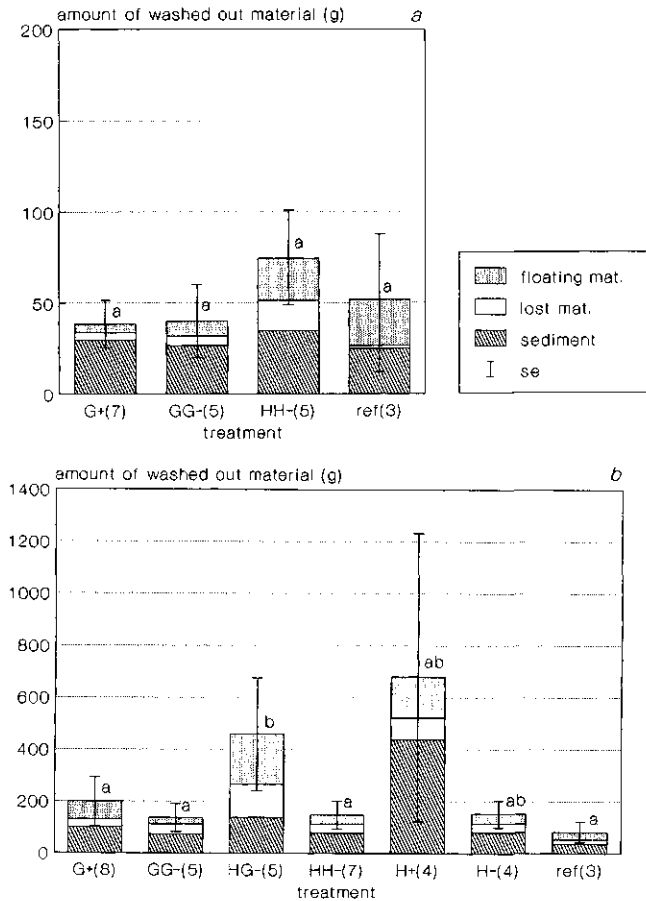 amount of washed out material (g) a
200
150
100
50
0
a a a a
G+(7) GG-(5) HH-(5) ref(3)
treatment
floating mat.
lost mat.
sediment
se
amount of washed out material (g) b
1400
1200
1000
800
600
400
200
0
a a b a ab ab a
G+(8) GG-(5) HG-(5) HH-(7) H+(4) H-(4) ref(3)
treatment